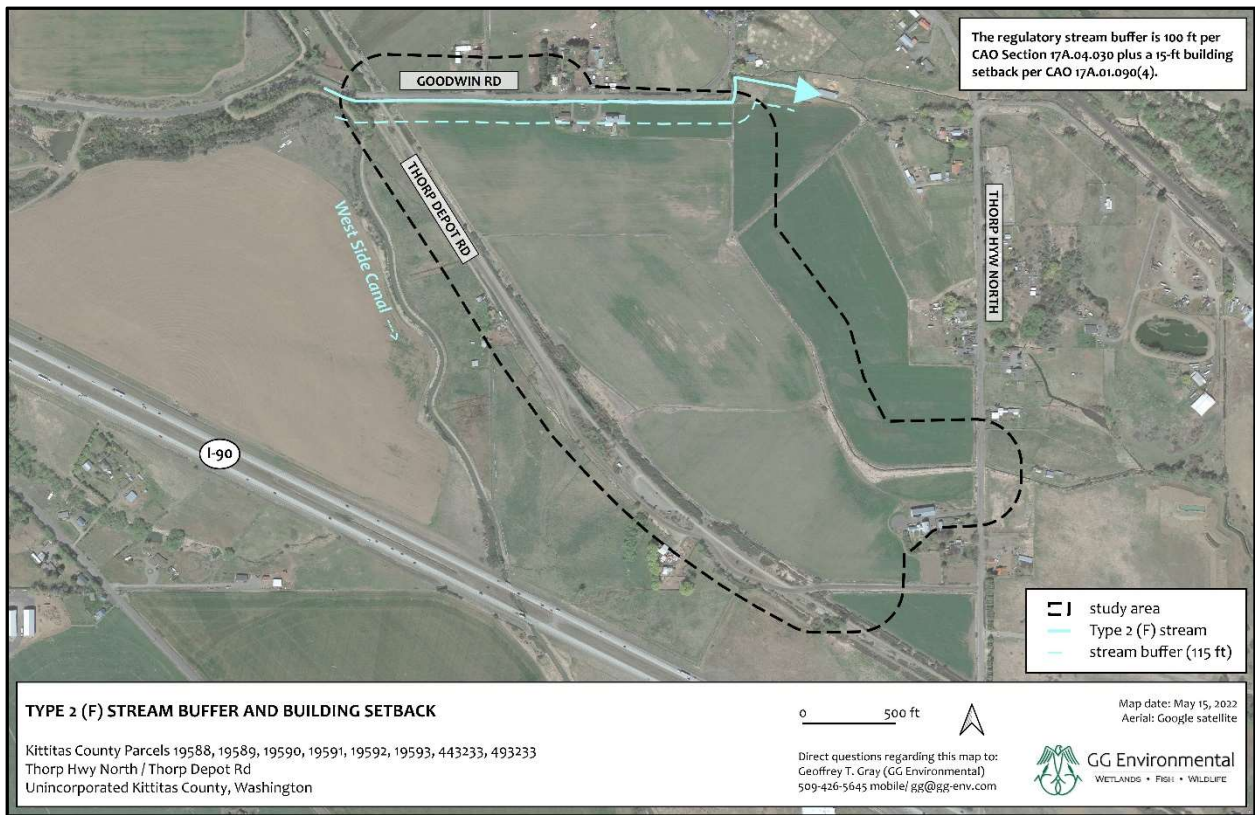 The regulatory stream buffer is 100 ft per
CAO Section 17A.04.030 plus a 15-ft building
setback per CAO 17A.01.090(4).
GOODWIN RD
THORP DEPOT RD
West Side Canal -->
THORP HYW NORTH
I-90
study area
Type 2 (F) stream
stream buffer (115 ft)
TYPE 2 (F) STREAM BUFFER AND BUILDING SETBACK
Kittitas County Parcels 19588, 19589, 19590, 19591, 19592, 19593, 443233, 493233
Thorp Hwy North / Thorp Depot Rd
Unincorporated Kittitas County, Washington
0 500 ft
Direct questions regarding this map to:
Geoffrey T. Gray (GG Environmental)
509-426-5645 mobile/ gg@gg-env.com
Map date: May 15, 2022
Aerial: Google satellite
GG Environmental
WETLANDS • FISH • WILDLIFE